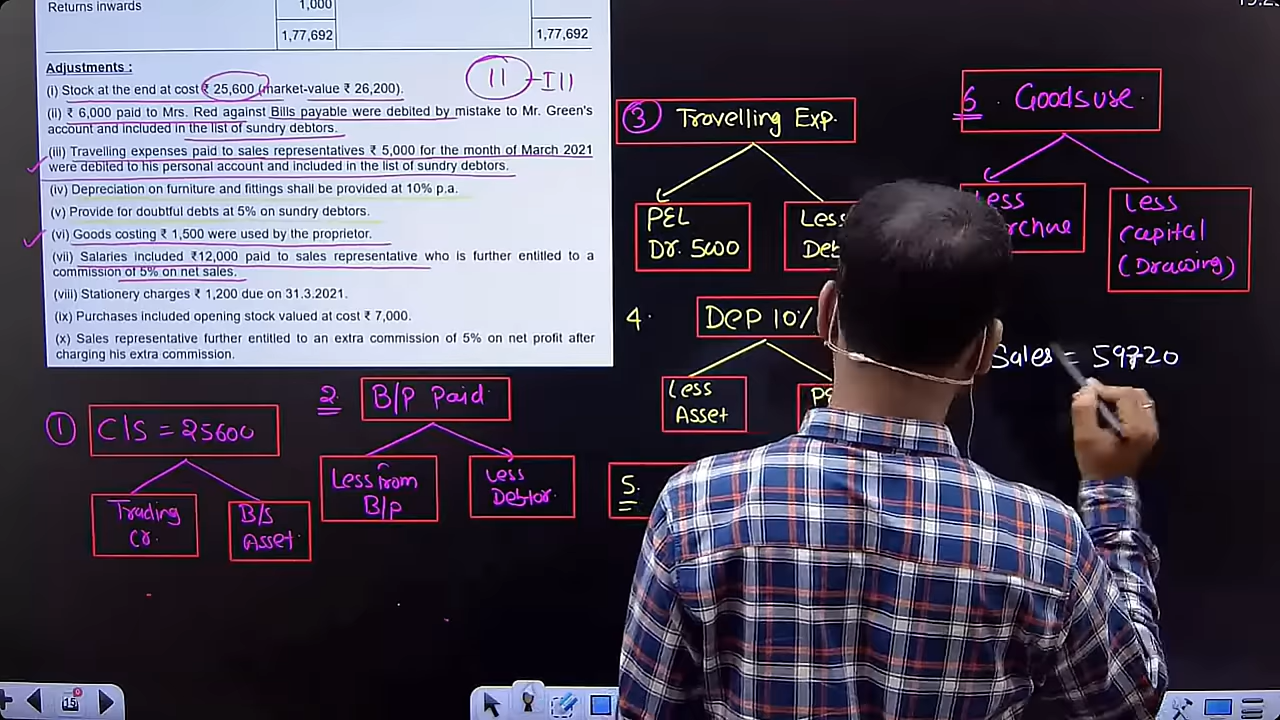 Returns inwards 1,000
1,77,692 1,77,692
Adjustments :
(i) Stock at the end at cost ₹ 25,600 (market-value ₹ 26,200).
11 - III
(ii) ₹ 6,000 paid to Mrs. Red against Bills payable were debited by mistake to Mr. Green's
account and included in the list of sundry debtors.
(iii) Travelling expenses paid to sales representatives ₹ 5,000 for the month of March 2021
were debited to his personal account and included in the list of sundry debtors.
(iv) Depreciation on furniture and fittings shall be provided at 10% p.a.
(v) Provide for doubtful debts at 5% on sundry debtors.
(vi) Goods costing ₹ 1,500 were used by the proprietor.
(vii) Salaries included ₹12,000 paid to sales representative who is further entitled to a
commission of 5% on net sales.
(viii) Stationery charges ₹ 1,200 due on 31.3.2021.
(ix) Purchases included opening stock valued at cost ₹ 7,000.
(x) Sales representative further entitled to an extra commission of 5% on net profit after
charging his extra commission.
1 C/S = 25600
Trading
Cr.
B/S
Asset
2. B/P Paid
Less from
B/P
Less
Debtor
3 Travelling Exp.
P&L
Dr. 5000
Less
4. Dep 10%
Less
Asset
5.
6 Goods use
Less
Less
Capital
(Drawing)
Sales = 59720
15